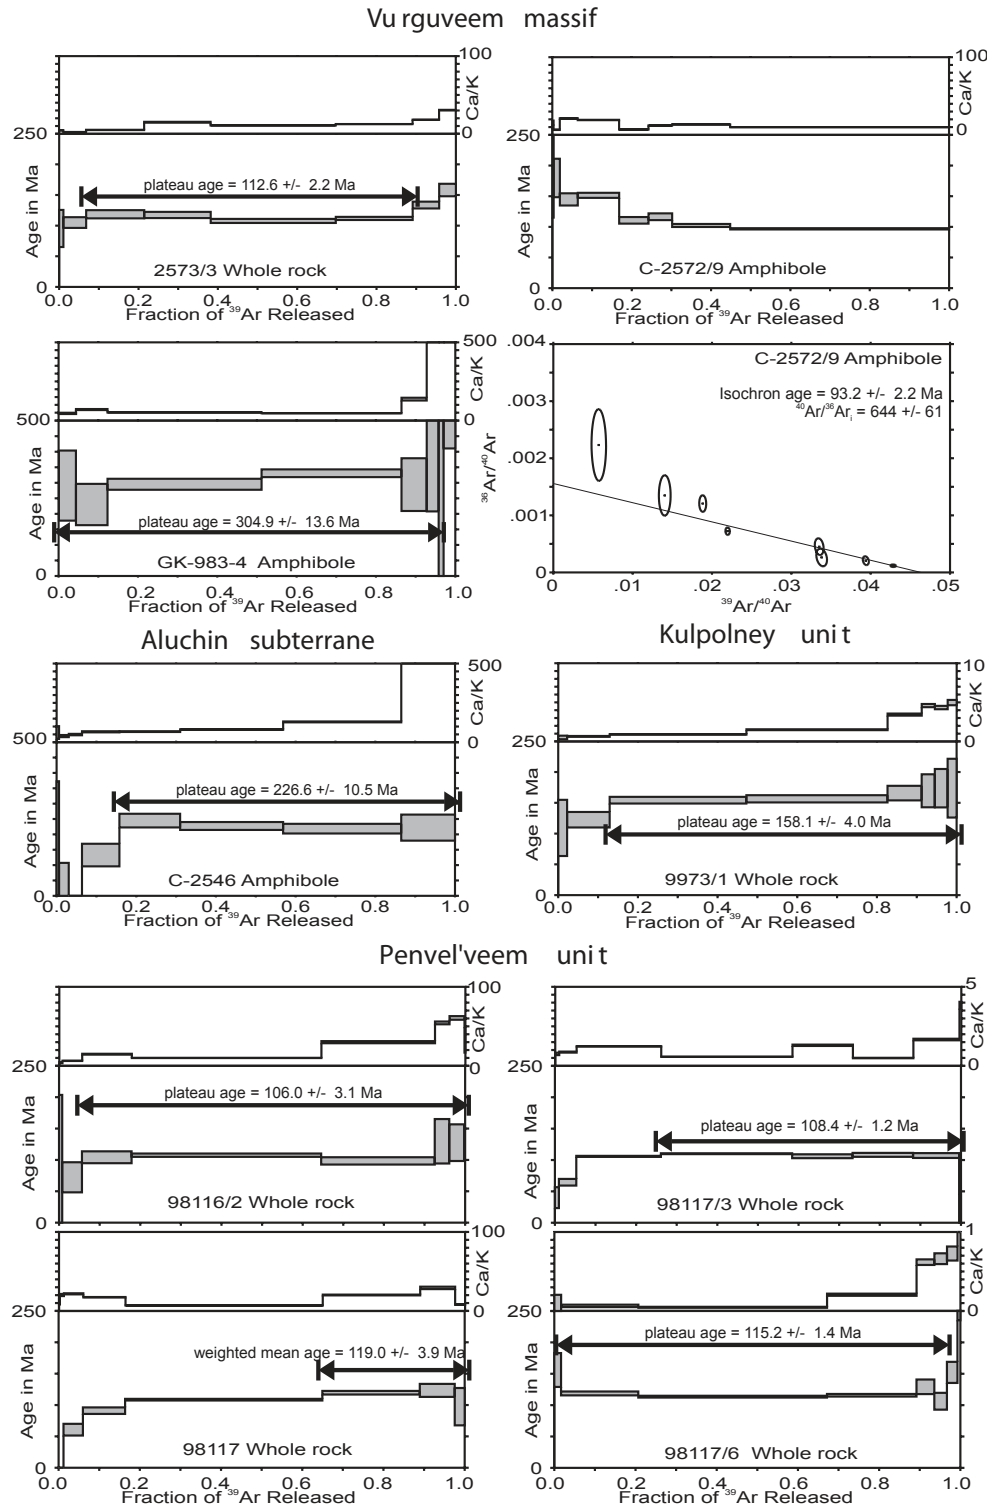 Vurguveem massif
100
Ca/K
0
250
Age in Ma
plateau age = 112.6 +/- 2.2 Ma
2573/3 Whole rock
0
0.0 0.2 0.4 0.6 0.8 1.0
Fraction of ³⁹Ar Released
100
Ca/K
0
250
Age in Ma
C-2572/9 Amphibole
0
0.0 0.2 0.4 0.6 0.8 1.0
Fraction of ³⁹Ar Released
500
Ca/K
0
500
Age in Ma
plateau age = 304.9 +/- 13.6 Ma
GK-983-4 Amphibole
0
0.0 0.2 0.4 0.6 0.8 1.0
Fraction of ³⁹Ar Released
.004
C-2572/9 Amphibole
.003
Isochron age = 93.2 +/- 2.2 Ma
⁴⁰Ar/³⁶Arᵢ = 644 +/- 61
.002
³⁶Ar/⁴⁰Ar
.001
0
0 .01 .02 .03 .04 .05
³⁹Ar/⁴⁰Ar
Aluchin subterrane
500
Ca/K
0
500
Age in Ma
plateau age = 226.6 +/- 10.5 Ma
C-2546 Amphibole
0
0.0 0.2 0.4 0.6 0.8 1.0
Fraction of ³⁹Ar Released
Kulpolney unit
10
Ca/K
0
250
Age in Ma
plateau age = 158.1 +/- 4.0 Ma
9973/1 Whole rock
0
0.0 0.2 0.4 0.6 0.8 1.0
Fraction of ³⁹Ar Released
Penvel'veem unit
100
Ca/K
0
250
Age in Ma
plateau age = 106.0 +/- 3.1 Ma
98116/2 Whole rock
0
5
Ca/K
0
250
Age in Ma
plateau age = 108.4 +/- 1.2 Ma
98117/3 Whole rock
0
100
Ca/K
0
250
Age in Ma
weighted mean age = 119.0 +/- 3.9 Ma
98117 Whole rock
0
0.0 0.2 0.4 0.6 0.8 1.0
Fraction of ³⁹Ar Released
1
Ca/K
0
250
Age in Ma
plateau age = 115.2 +/- 1.4 Ma
98117/6 Whole rock
0
0.0 0.2 0.4 0.6 0.8 1.0
Fraction of ³⁹Ar Released